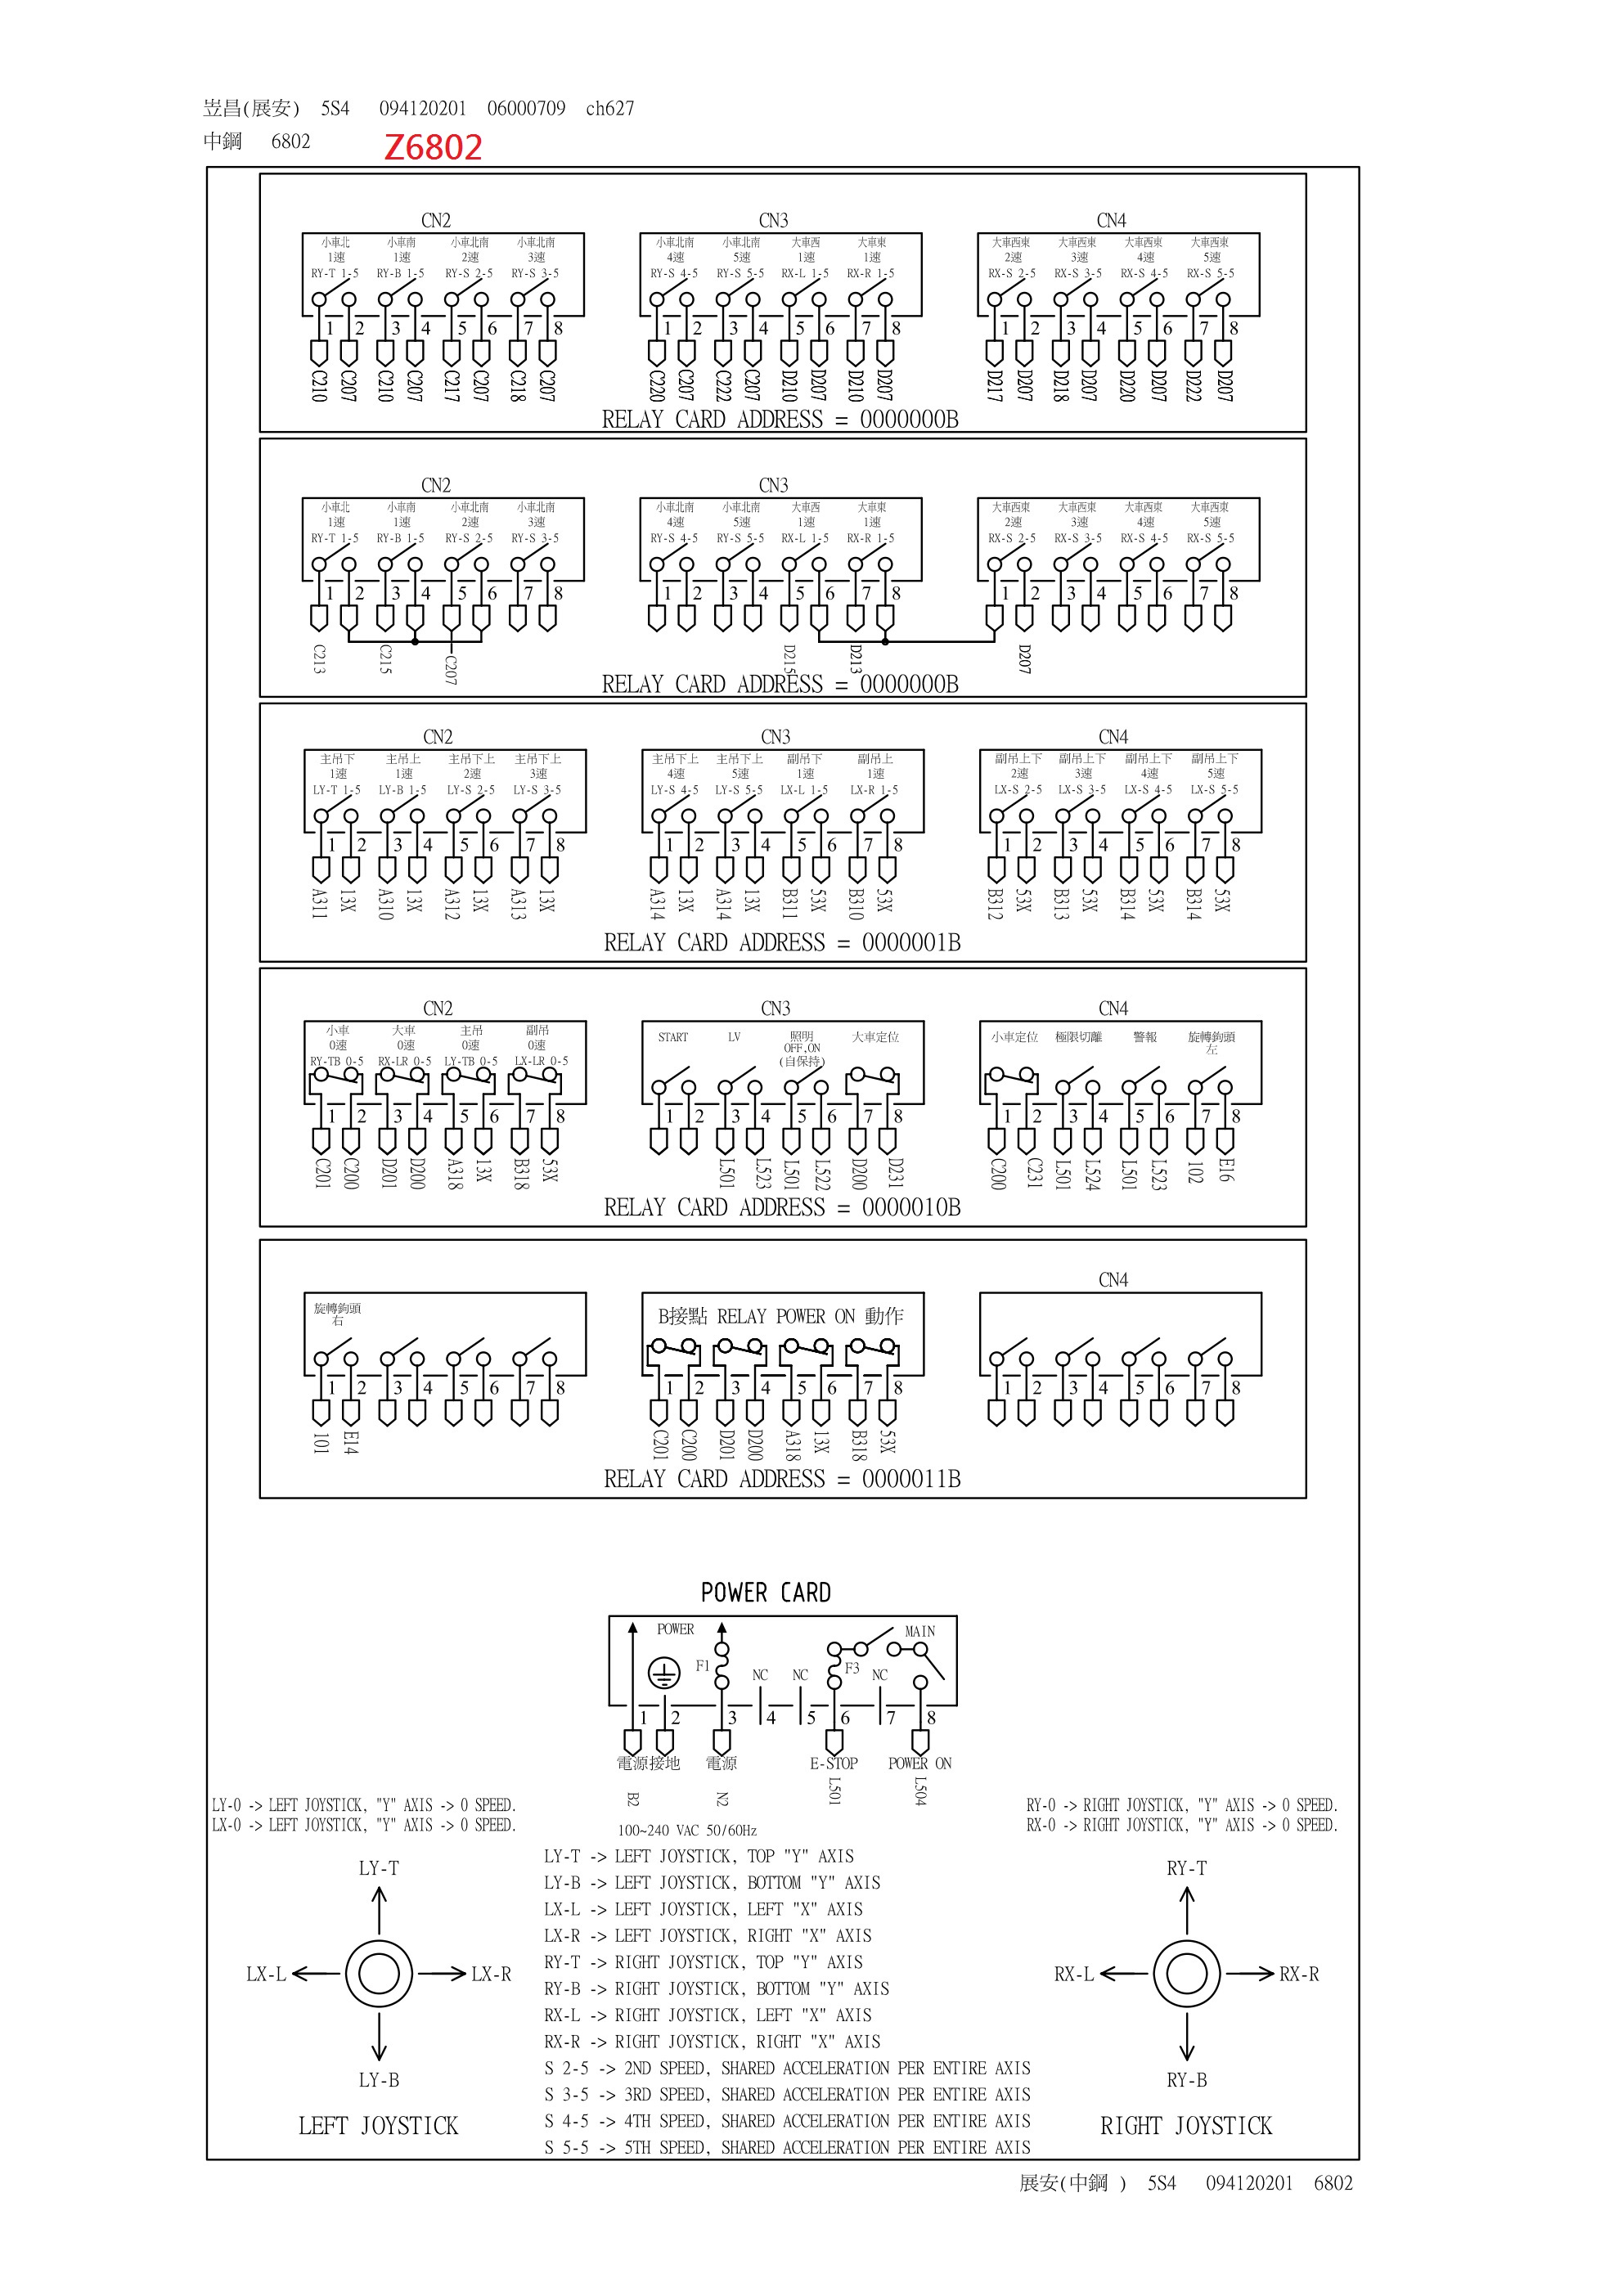 岦昌(展安) 5S4 094120201 06000709 ch627
中鋼 6802 Z6802
CN2 CN3 CN4
小車北 小車南 小車北南 小車北南 小車北南 小車北南 大車西 大車東 大車西東 大車西東 大車西東 大車西東
1速 1速 2速 3速 4速 5速 1速 1速 2速 3速 4速 5速
RY-T 1-5 RY-B 1-5 RY-S 2-5 RY-S 3-5 RY-S 4-5 RY-S 5-5 RX-L 1-5 RX-R 1-5 RX-S 2-5 RX-S 3-5 RX-S 4-5 RX-S 5-5
1 2 3 4 5 6 7 8 1 2 3 4 5 6 7 8 1 2 3 4 5 6 7 8
C210 C207 C210 C207 C217 C207 C218 C207 C220 C207 C222 C207 D210 D207 D210 D207 D217 D207 D218 D207 D220 D207 D222 D207
RELAY CARD ADDRESS = 0000000B
CN2 CN3
小車北 小車南 小車北南 小車北南 小車北南 小車北南 大車西 大車東 大車西東 大車西東 大車西東 大車西東
1速 1速 2速 3速 4速 5速 1速 1速 2速 3速 4速 5速
RY-T 1-5 RY-B 1-5 RY-S 2-5 RY-S 3-5 RY-S 4-5 RY-S 5-5 RX-L 1-5 RX-R 1-5 RX-S 2-5 RX-S 3-5 RX-S 4-5 RX-S 5-5
1 2 3 4 5 6 7 8 1 2 3 4 5 6 7 8 1 2 3 4 5 6 7 8
C213 C215 C207 D215 D213 D207
RELAY CARD ADDRESS = 0000000B
CN2 CN3 CN4
主吊下 主吊上 主吊下上 主吊下上 主吊下上 主吊下上 副吊下 副吊上 副吊上下 副吊上下 副吊上下 副吊上下
1速 1速 2速 3速 4速 5速 1速 1速 2速 3速 4速 5速
LY-T 1-5 LY-B 1-5 LY-S 2-5 LY-S 3-5 LY-S 4-5 LY-S 5-5 LX-L 1-5 LX-R 1-5 LX-S 2-5 LX-S 3-5 LX-S 4-5 LX-S 5-5
1 2 3 4 5 6 7 8 1 2 3 4 5 6 7 8 1 2 3 4 5 6 7 8
A311 13X A310 13X A312 13X A313 13X A314 13X A314 13X B311 53X B310 53X B312 53X B313 53X B314 53X B314 53X
RELAY CARD ADDRESS = 0000001B
CN2 CN3 CN4
小車 大車 主吊 副吊 START LV 照明 大車定位 小車定位 極限切離 警報 旋轉鉤頭
0速 0速 0速 0速 OFF,ON 左
RY-TB 0-5 RX-LR 0-5 LY-TB 0-5 LX-LR 0-5 (自保持)
1 2 3 4 5 6 7 8 1 2 3 4 5 6 7 8 1 2 3 4 5 6 7 8
C201 C200 D201 D200 A318 13X B318 53X L501 L523 L501 L522 D200 D231 C200 C231 L501 L524 L501 L523 102 E16
RELAY CARD ADDRESS = 0000010B
CN4
旋轉鉤頭
右
B接點 RELAY POWER ON 動作
1 2 3 4 5 6 7 8 1 2 3 4 5 6 7 8 1 2 3 4 5 6 7 8
101 E14 C201 C200 D201 D200 A318 13X B318 53X
RELAY CARD ADDRESS = 0000011B
POWER CARD
POWER MAIN
F1 NC NC F3 NC
1 2 3 4 5 6 7 8
電源接地 電源 E-STOP POWER ON
B2 N2 L501 L504
100~240 VAC 50/60Hz
LY-0 -> LEFT JOYSTICK, "Y" AXIS -> 0 SPEED.
LX-0 -> LEFT JOYSTICK, "Y" AXIS -> 0 SPEED.
RY-0 -> RIGHT JOYSTICK, "Y" AXIS -> 0 SPEED.
RX-0 -> RIGHT JOYSTICK, "Y" AXIS -> 0 SPEED.
LY-T
LX-L LX-R
LY-B
LEFT JOYSTICK
LY-T -> LEFT JOYSTICK, TOP "Y" AXIS
LY-B -> LEFT JOYSTICK, BOTTOM "Y" AXIS
LX-L -> LEFT JOYSTICK, LEFT "X" AXIS
LX-R -> LEFT JOYSTICK, RIGHT "X" AXIS
RY-T -> RIGHT JOYSTICK, TOP "Y" AXIS
RY-B -> RIGHT JOYSTICK, BOTTOM "Y" AXIS
RX-L -> RIGHT JOYSTICK, LEFT "X" AXIS
RX-R -> RIGHT JOYSTICK, RIGHT "X" AXIS
S 2-5 -> 2ND SPEED, SHARED ACCELERATION PER ENTIRE AXIS
S 3-5 -> 3RD SPEED, SHARED ACCELERATION PER ENTIRE AXIS
S 4-5 -> 4TH SPEED, SHARED ACCELERATION PER ENTIRE AXIS
S 5-5 -> 5TH SPEED, SHARED ACCELERATION PER ENTIRE AXIS
RY-T
RX-L RX-R
RY-B
RIGHT JOYSTICK
展安(中鋼 ) 5S4 094120201 6802